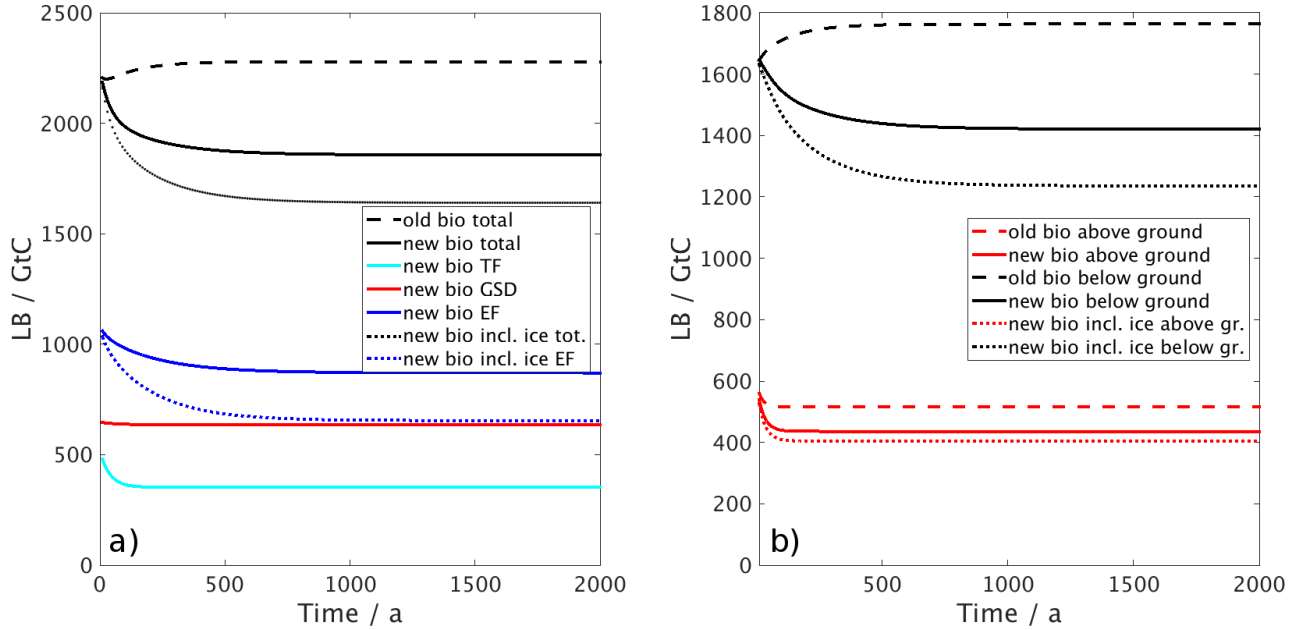 2500
2000
1500
1000
500
0
LB / GtC
0
500
1000
1500
2000
Time / a
old bio total
new bio total
new bio TF
new bio GSD
new bio EF
new bio incl. ice tot.
new bio incl. ice EF
a)
1800
1600
1400
1200
1000
800
600
400
200
0
LB / GtC
500
1000
1500
2000
Time / a
old bio above ground
new bio above ground
old bio below ground
new bio below ground
new bio incl. ice above gr.
new bio incl. ice below gr.
b)